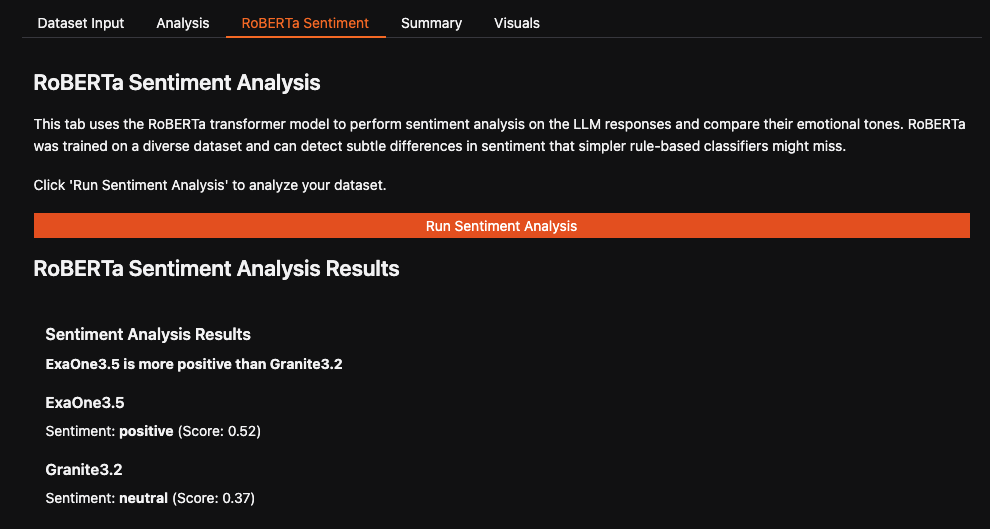 Dataset Input Analysis RoBERTa Sentiment Summary Visuals
RoBERTa Sentiment Analysis
This tab uses the RoBERTa transformer model to perform sentiment analysis on the LLM responses and compare their emotional tones. RoBERTa
was trained on a diverse dataset and can detect subtle differences in sentiment that simpler rule-based classifiers might miss.
Click 'Run Sentiment Analysis' to analyze your dataset.
Run Sentiment Analysis
RoBERTa Sentiment Analysis Results
Sentiment Analysis Results
ExaOne3.5 is more positive than Granite3.2
ExaOne3.5
Sentiment: positive (Score: 0.52)
Granite3.2
Sentiment: neutral (Score: 0.37)